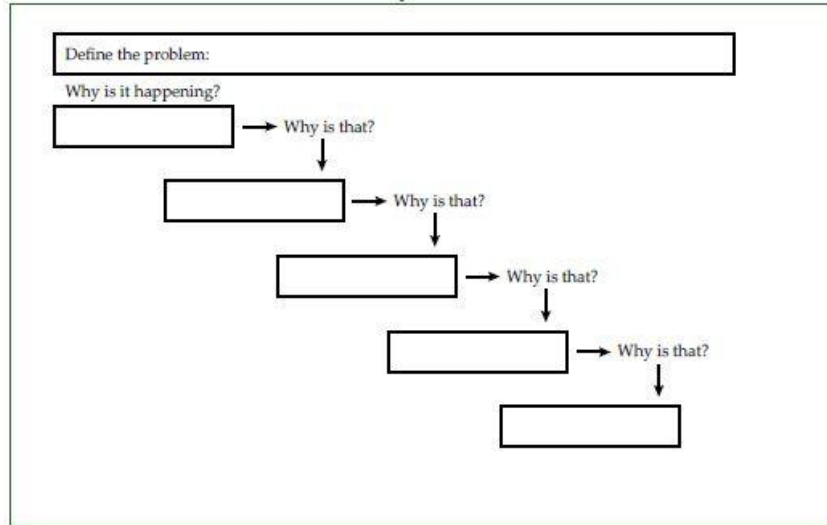 Define the problem:
Why is it happening?
Why is that?
Why is that?
Why is that?
Why is that?